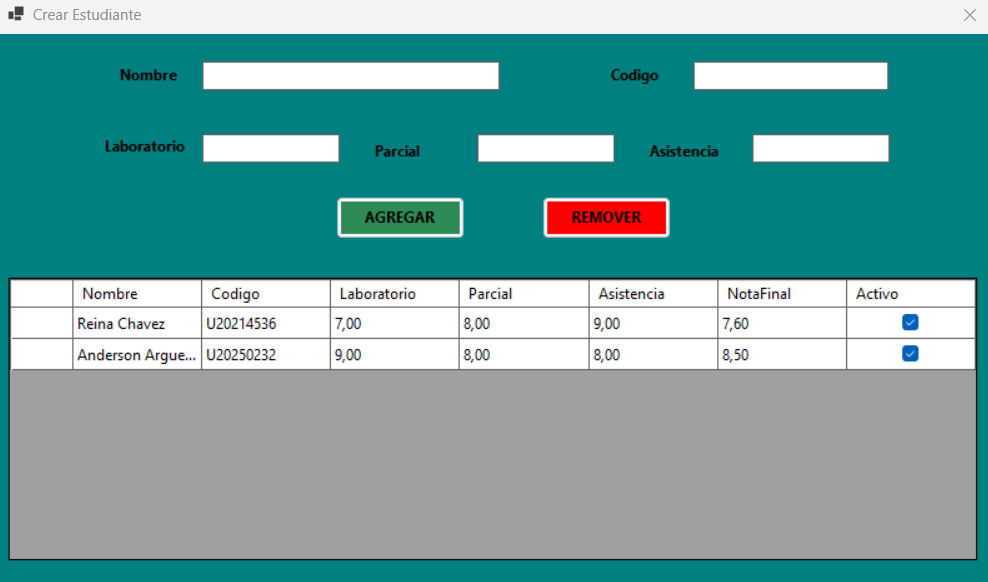 Crear Estudiante
Nombre Codigo
Laboratorio Parcial Asistencia
AGREGAR REMOVER
Nombre Codigo Laboratorio Parcial Asistencia NotaFinal Activo
Reina Chavez U20214536 7,00 8,00 9,00 7,60
Anderson Argue... U20250232 9,00 8,00 8,00 8,50